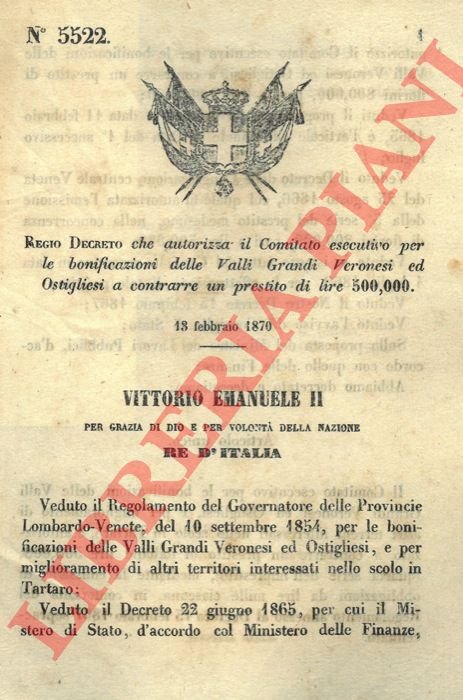 N° 5522.
1
REGIO DECRETO che autorizza il Comitato esecutivo per
le bonificazioni delle Valli Grandi Veronesi ed
Ostigliesi a contrarre un prestito di lire 500,000.
13 febbraio 1870
VITTORIO EMANUELE II
PER GRAZIA DI DIO E PER VOLONTÀ DELLA NAZIONE
RE D'ITALIA
Veduto il Regolamento del Governatore delle Provincie
Lombardo-Venete, del 10 settembre 1854, per le boni-
ficazioni delle Valli Grandi Veronesi ed Ostigliesi, e per
miglioramento di altri territori interessati nello scolo in
Tartaro;
Veduto il Decreto 22 giugno 1865, per cui il Mi-
stero di Stato, d'accordo col Ministero delle Finanze,
LIBRERIA PIANI